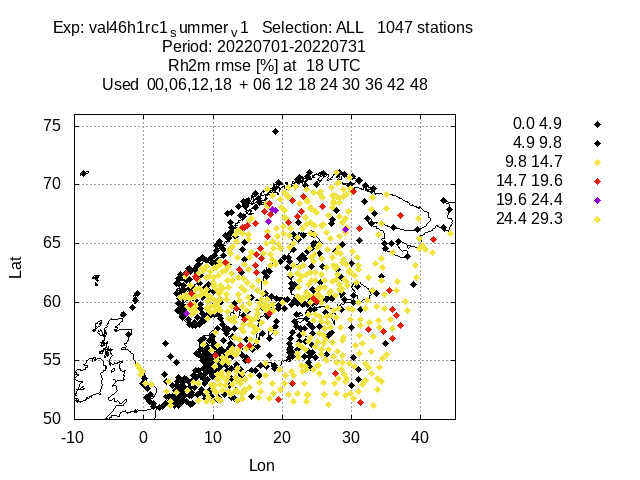 Exp: val46h1rc1summerv1 Selection: ALL 1047 stations
Period: 20220701-20220731
Rh2m rmse [%] at 18 UTC
Used 00,06,12,18 + 06 12 18 24 30 36 42 48
0.0 4.9
4.9 9.8
9.8 14.7
14.7 19.6
19.6 24.4
24.4 29.3
75
70
65
60
55
50
Lat
-10 0 10 20 30 40
Lon